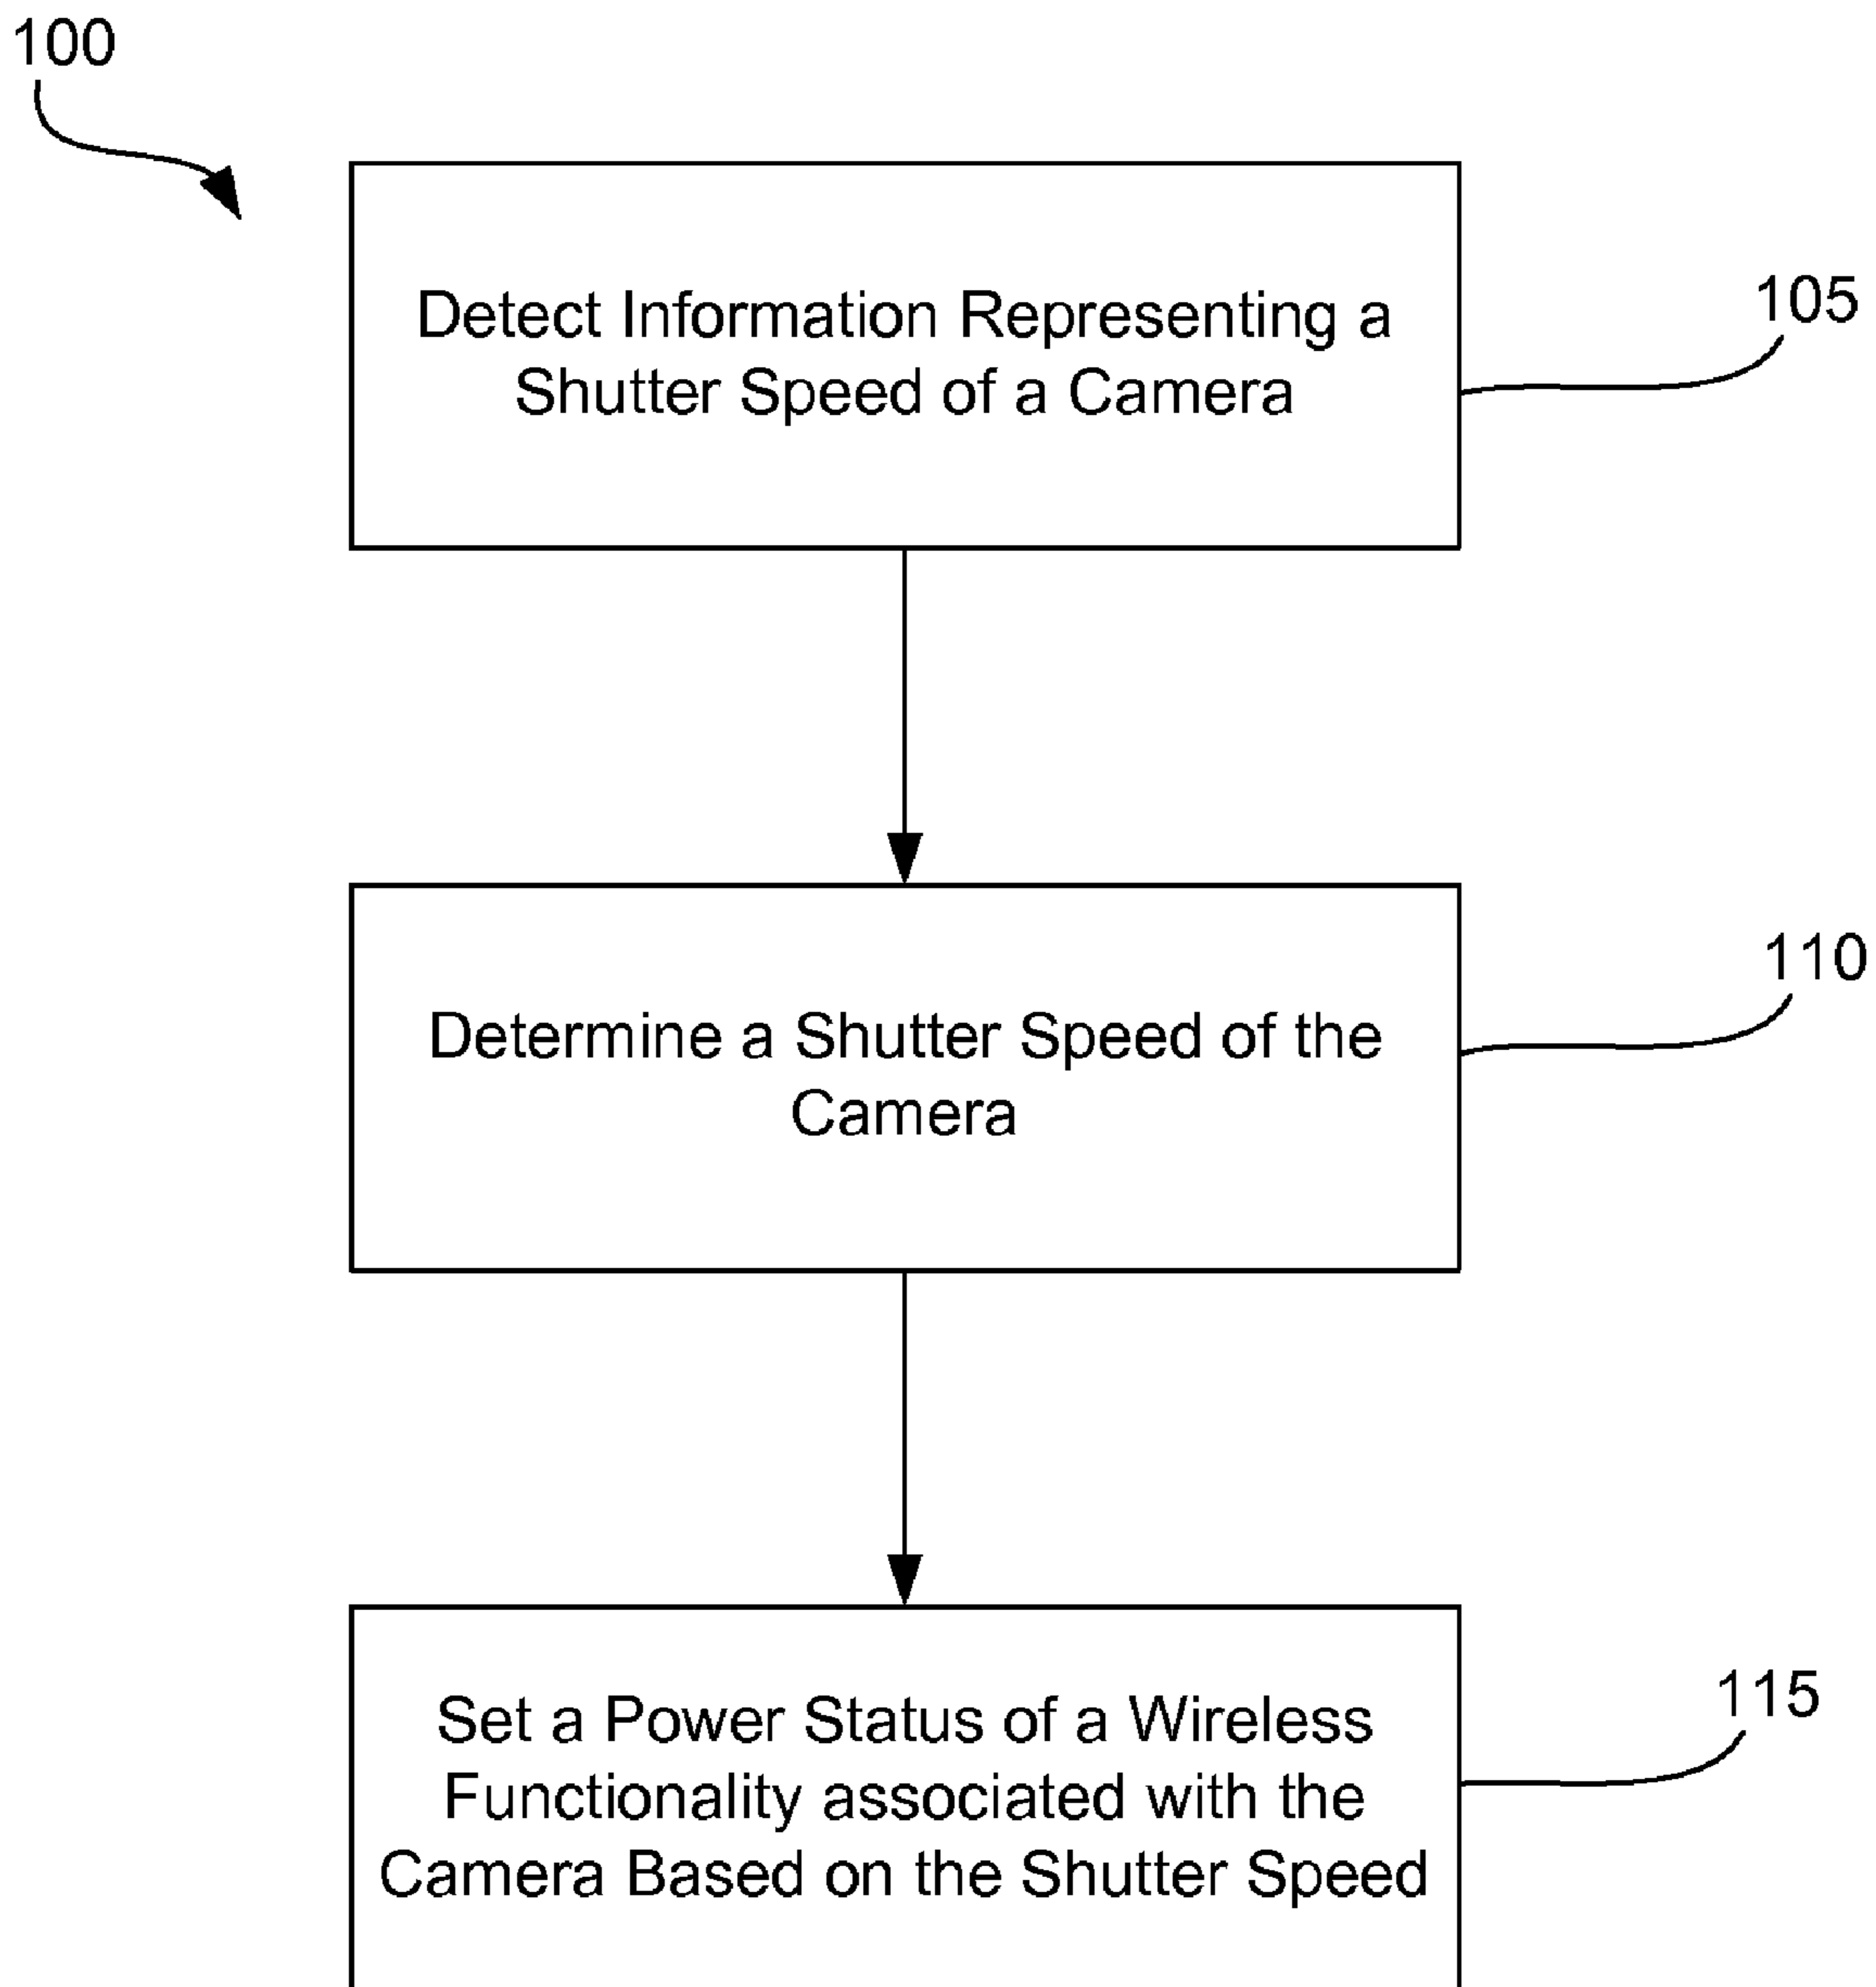 100
Detect Information Representing a
Shutter Speed of a Camera
105
Determine a Shutter Speed of the
Camera
110
Set a Power Status of a Wireless
Functionality associated with the
Camera Based on the Shutter Speed
115